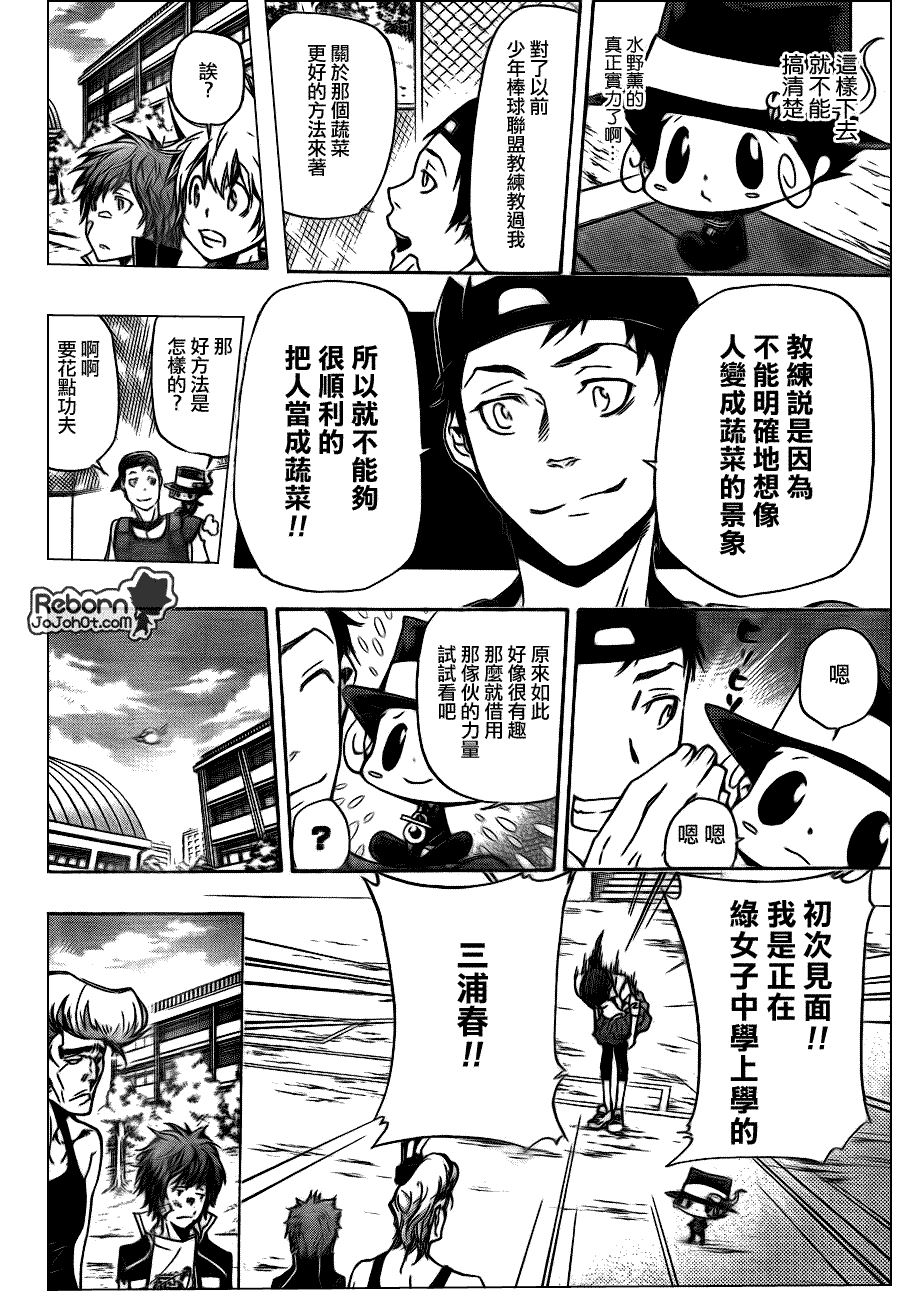 這樣下去
就不能
搞清楚
水野薰的
真正實力了啊…
對了以前
少年棒球聯盟教練教過我
關於那個蔬菜
更好的方法來著
誒?
教練說是因為
不能明確地想像
人變成蔬菜的景象
所以就不能夠
很順利的
把人當成蔬菜!!
那
好方法是
怎樣的?
啊啊
要花點功夫
Reborn
JoJoHot.com
嗯
ヒソヒソ
嗯嗯
原來如此
好像很有趣
那麼就借用
那傢伙的力量
試試看吧
?
初次見面!!
我是正在
綠女子中學上學的
三浦春!!